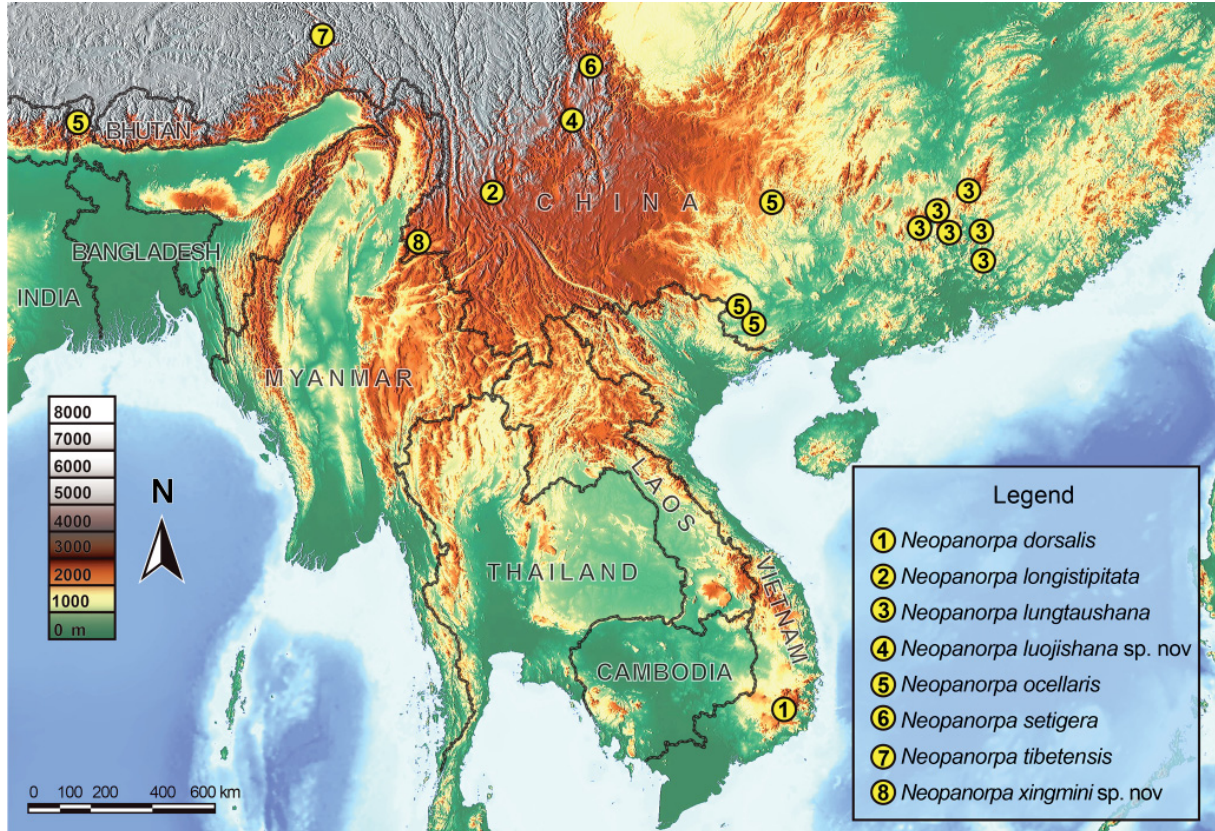 7
6
5
BHUTAN
4
2
CHINA
5
3
3
3
3
3
8
BANGLADESH
3
INDIA
5
5
MYANMAR
8000
7000
6000
5000
4000
3000
2000
1000
0 m
N
LAOS
THAILAND
VIETNAM
CAMBODIA
1
Legend
1 Neopanorpa dorsalis
2 Neopanorpa longistipitata
3 Neopanorpa lungtaushana
4 Neopanorpa luojishana sp. nov
5 Neopanorpa ocellaris
6 Neopanorpa setigera
7 Neopanorpa tibetensis
8 Neopanorpa xingmini sp. nov
0 100 200 400 600 km